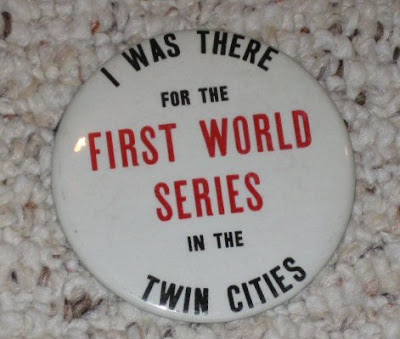 I WAS THERE
FOR THE
FIRST WORLD
SERIES
IN THE
TWIN CITIES